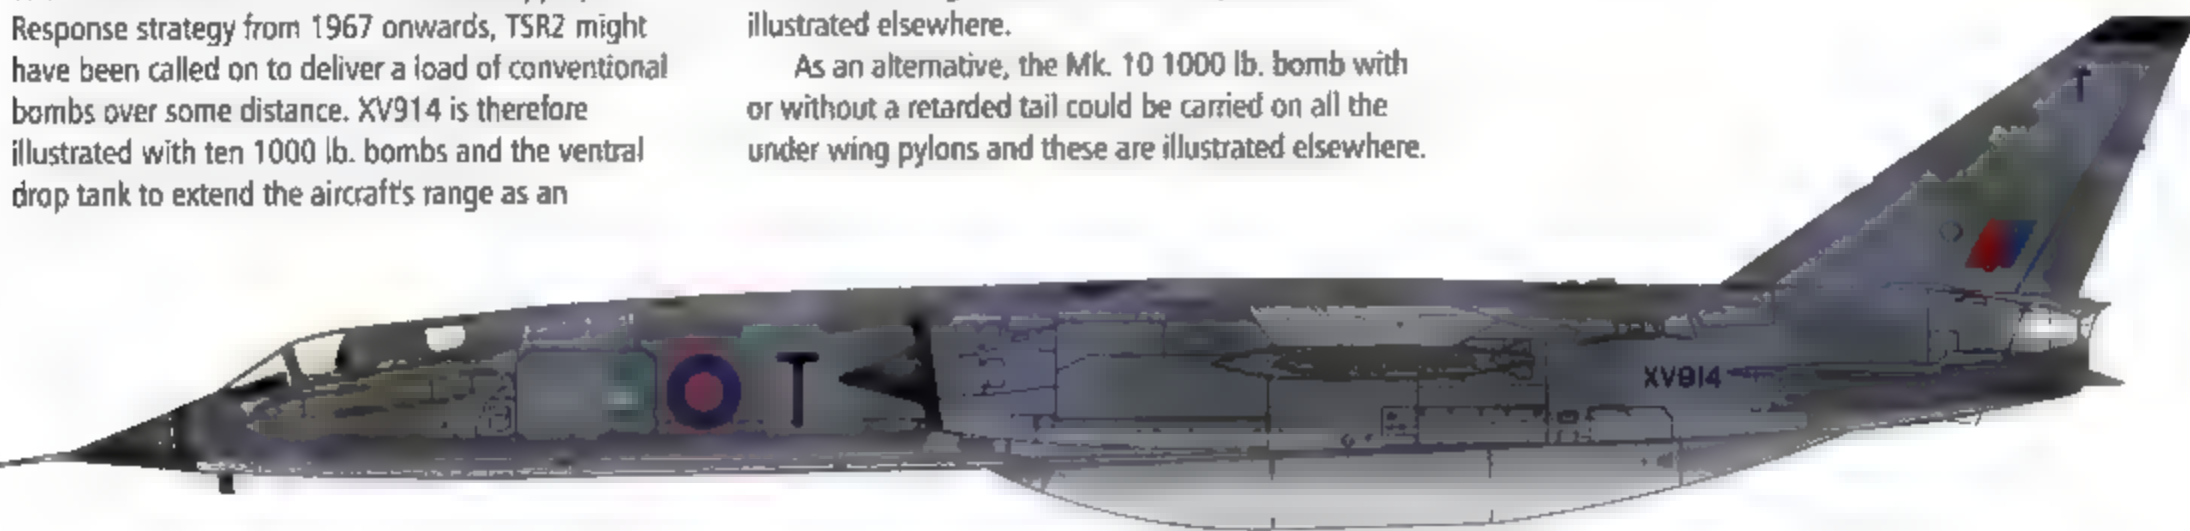 Response strategy from 1967 onwards, TSR2 might
have been called on to deliver a load of conventional
bombs over some distance. XV914 is therefore
illustrated with ten 1000 lb. bombs and the ventral
drop tank to extend the aircraft's range as an
illustrated elsewhere.
As an alternative, the Mk. 10 1000 lb. bomb with
or without a retarded tail could be carried on all the
under wing pylons and these are illustrated elsewhere.
T
T
XV914